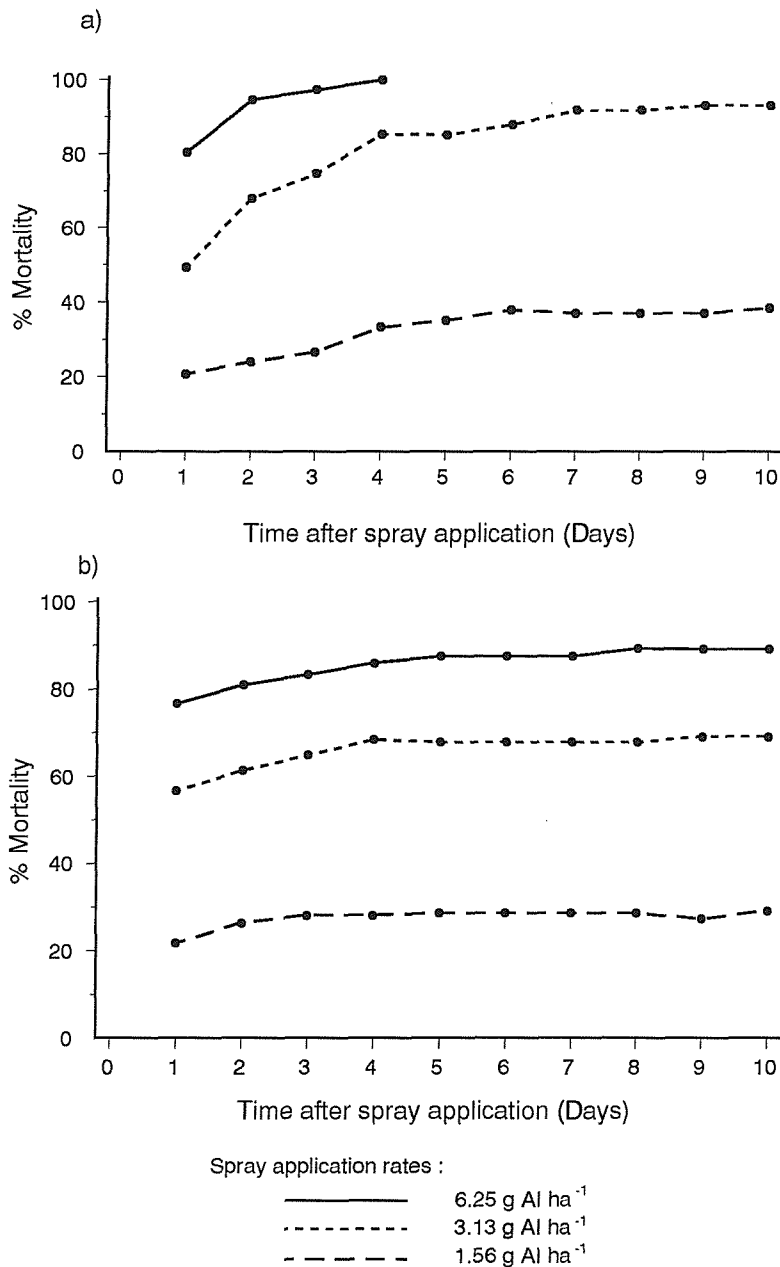 a)
100
80
60
40
20
0
% Mortality
0 1 2 3 4 5 6 7 8 9 10
Time after spray application (Days)
b)
100
80
60
40
20
0
% Mortality
0 1 2 3 4 5 6 7 8 9 10
Time after spray application (Days)
Spray application rates :
6.25 g AI ha⁻¹
3.13 g AI ha⁻¹
1.56 g AI ha⁻¹